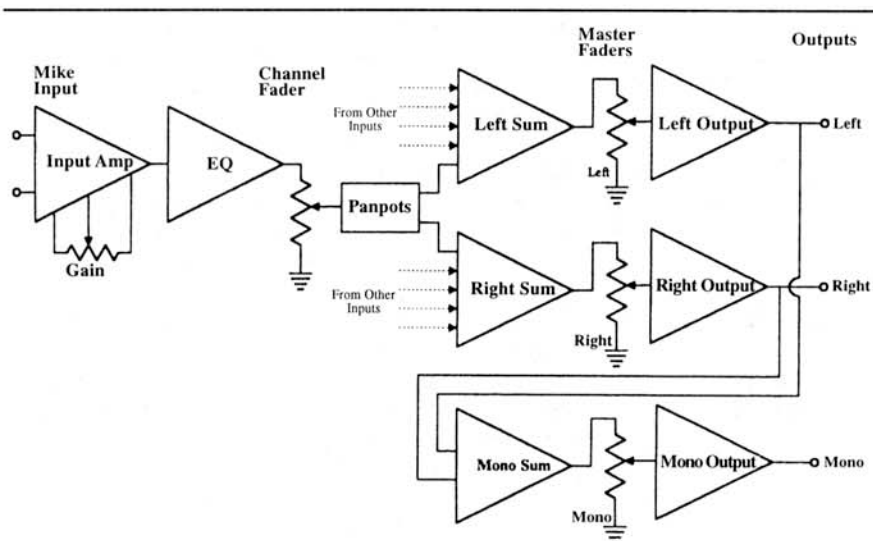 Master
Faders
Outputs
Mike
Input
Channel
Fader
From Other
Inputs
Left Sum
Left Output
Left
Left
Input Amp
EQ
Panpots
Gain
Right Sum
Right Output
Right
From Other
Inputs
Right
Mono Sum
Mono Output
Mono
Mono